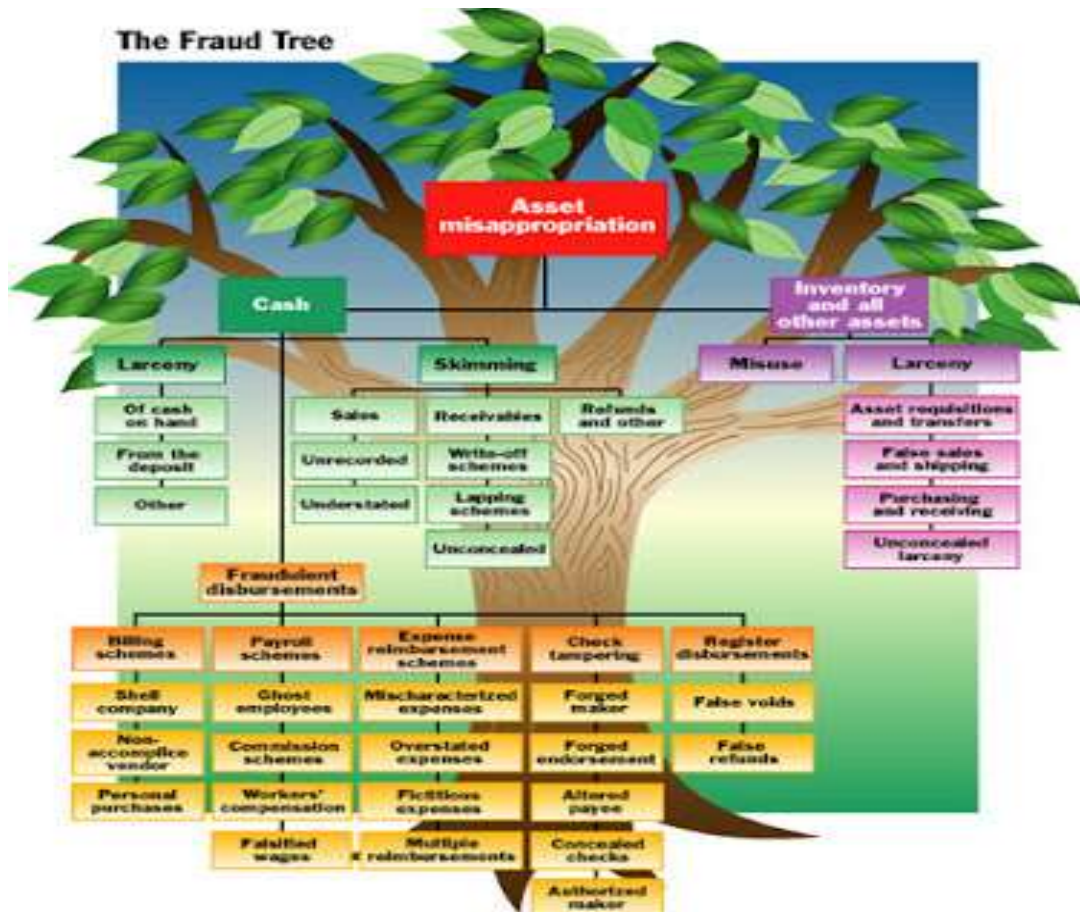 The Fraud Tree
Asset
misappropriation
Cash
Inventory
and all
other assets
Larceny
Skimming
Misuse
Larceny
Of cash
on hand
From the
deposit
Other
Sales
Unrecorded
Understated
Receivables
Write-off
schemes
Lapping
schemes
Unconcealed
Refunds
and other
Asset requisitions
and transfers
False sales
and shipping
Purchasing
and receiving
Unconcealed
larceny
Fraudulent
disbursements
Billing
schemes
Shell
company
Non-
accomplice
vendor
Personal
purchases
Payroll
schemes
Ghost
employees
Commission
schemes
Workers'
compensation
Falsified
wages
Expense
reimbursement
schemes
Mischaracterized
expenses
Overstated
expenses
Fictitious
expenses
Multiple
reimbursements
Check
tampering
Forged
maker
Forged
endorsement
Altered
payee
Concealed
checks
Authorized
maker
Register
disbursements
False voids
False
refunds